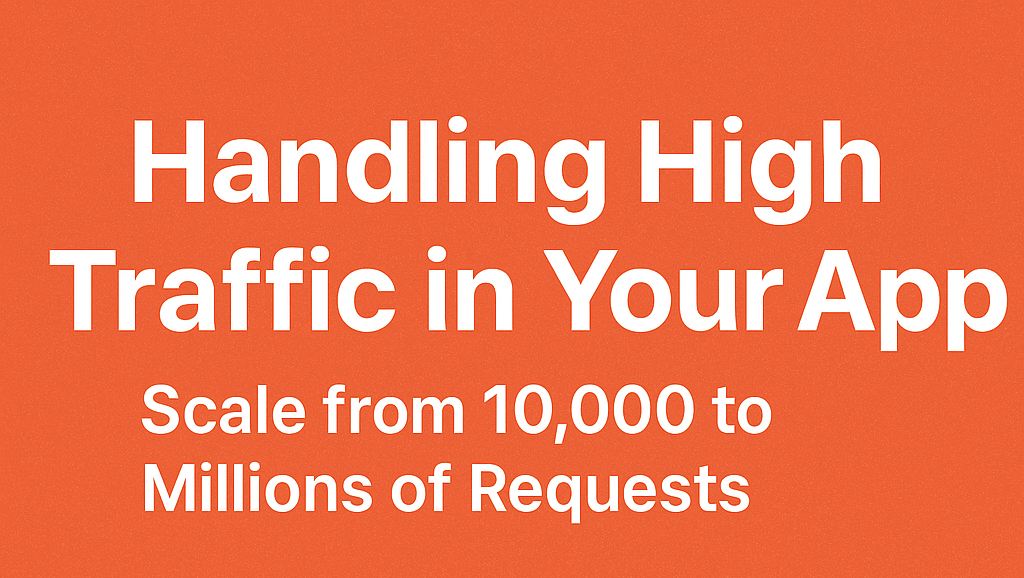 Handling High
Traffic in Your App
Scale from 10,000 to
Millions of Requests